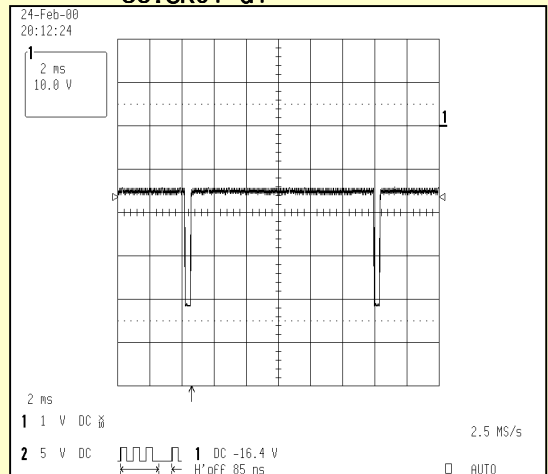 24-Feb-00
20:12:24
1
2 ms
10.0 V
1
2 ms
1 1 V DC
2.5 MS/s
2 5 V DC
1 DC -16.4 V
H'off 85 ns
AUTO